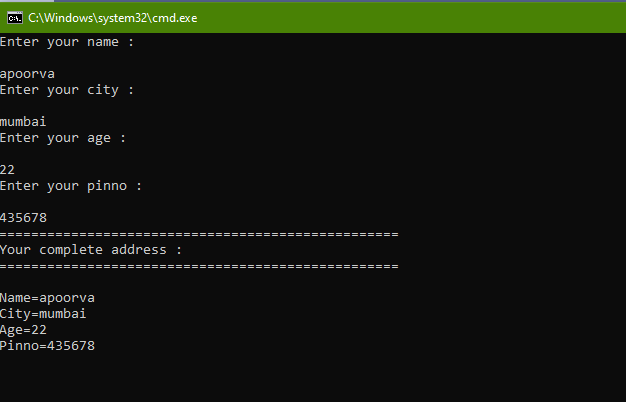 C:\Windows\system32\cmd.exe
Enter your name :
apoorva
Enter your city :
mumbai
Enter your age :
22
Enter your pinno :
435678
==================================================
Your complete address :
==================================================
Name=apoorva
City=mumbai
Age=22
Pinno=435678